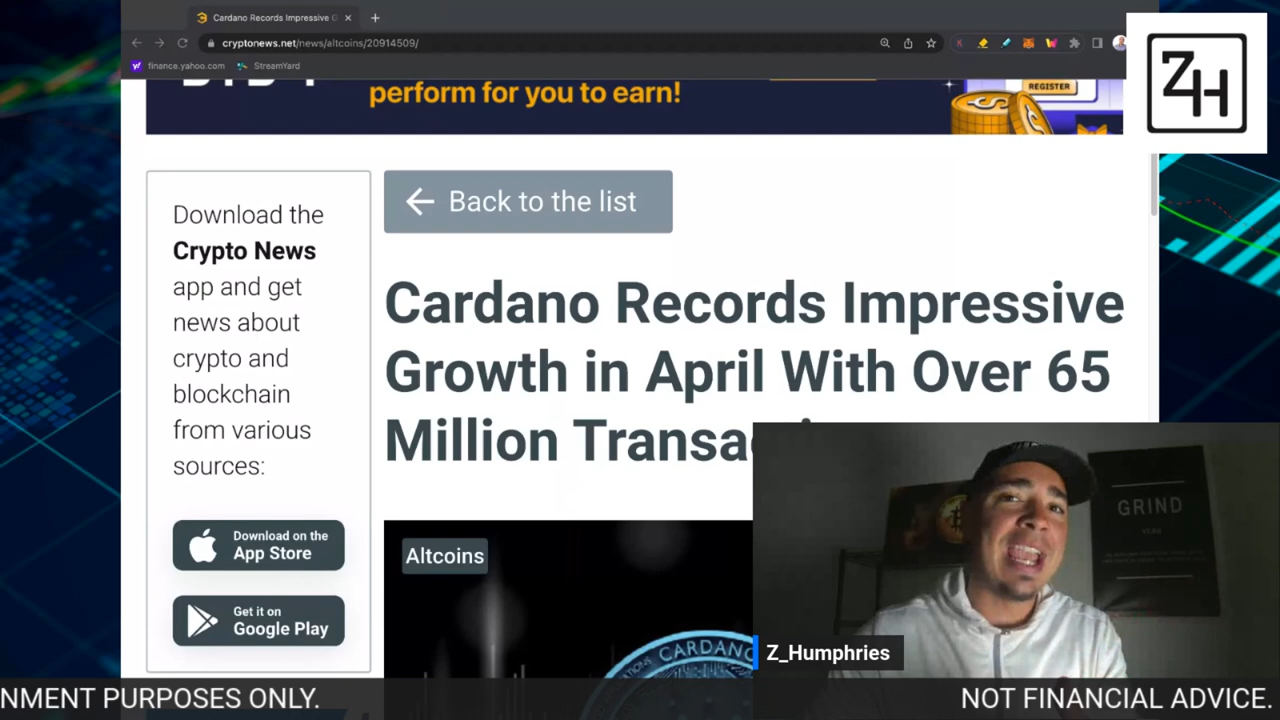 Cardano Records Impressive G
cryptonews.net/news/altcoins/20914509/
finance.yahoo.com
StreamYard
perform for you to earn!
REGISTER
ZH
Back to the list
Download the
Crypto News
app and get
news about
crypto and
blockchain
from various
sources:
Download on the
App Store
Get it on
Google Play
Cardano Records Impressive
Growth in April With Over 65
Million
Altcoins
CARDANO
GRIND
Z_Humphries
NMENT PURPOSES ONLY.
NOT FINANCIAL ADVICE.